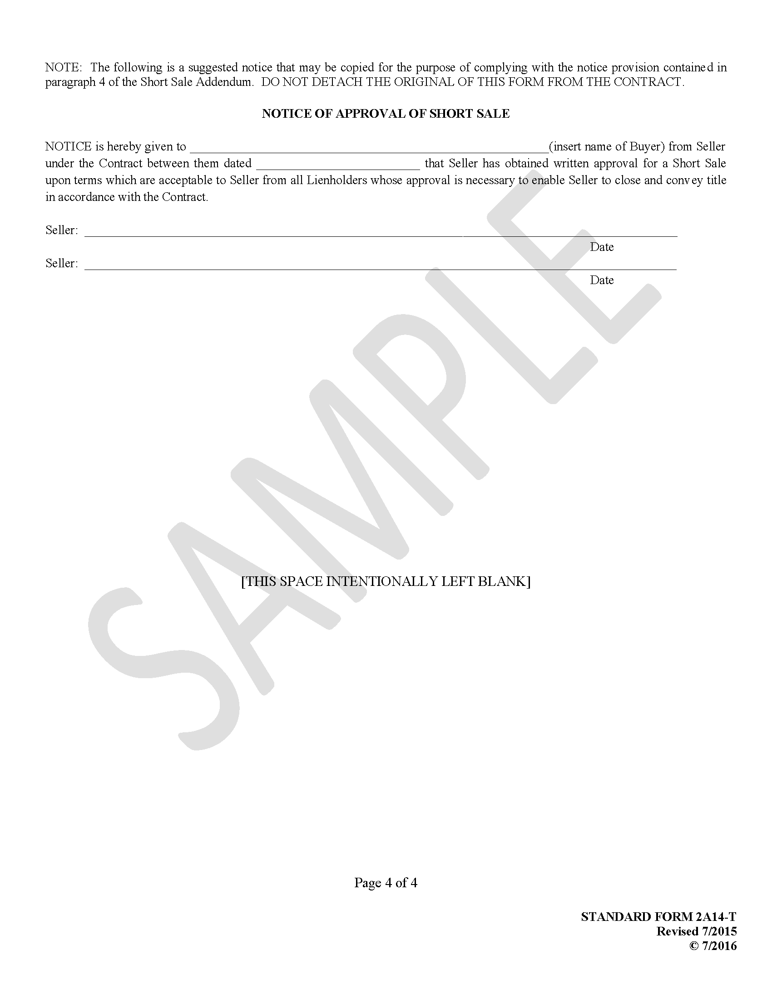 NOTE: The following is a suggested notice that may be copied for the purpose of complying with the notice provision contained in
paragraph 4 of the Short Sale Addendum. DO NOT DETACH THE ORIGINAL OF THIS FORM FROM THE CONTRACT.
NOTICE OF APPROVAL OF SHORT SALE
NOTICE is hereby given to ____________________(insert name of Buyer) from Seller
under the Contract between them dated ____________________ that Seller has obtained written approval for a Short Sale
upon terms which are acceptable to Seller from all Lienholders whose approval is necessary to enable Seller to close and convey title
in accordance with the Contract.
Seller: ____________________
Date
Seller: ____________________
Date
SAMPLE
[THIS SPACE INTENTIONALLY LEFT BLANK]
Page 4 of 4
STANDARD FORM 2A14-T
Revised 7/2015
© 7/2016